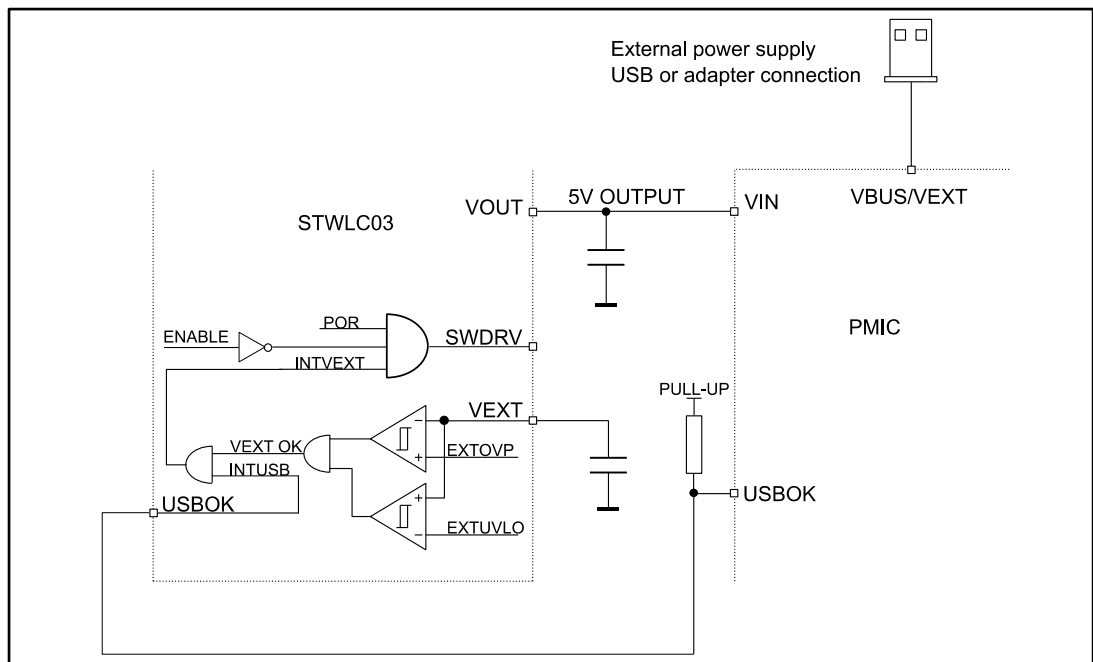 External power supply
USB or adapter connection
VOUT
5V OUTPUT
VIN
VBUS/VEXT
STWLC03
POR
ENABLE
SWDRV
PMIC
INTVEXT
PULL-UP
VEXT
VEXT OK
EXTOVP
INTUSB
USBOK
USBOK
EXTUVLO